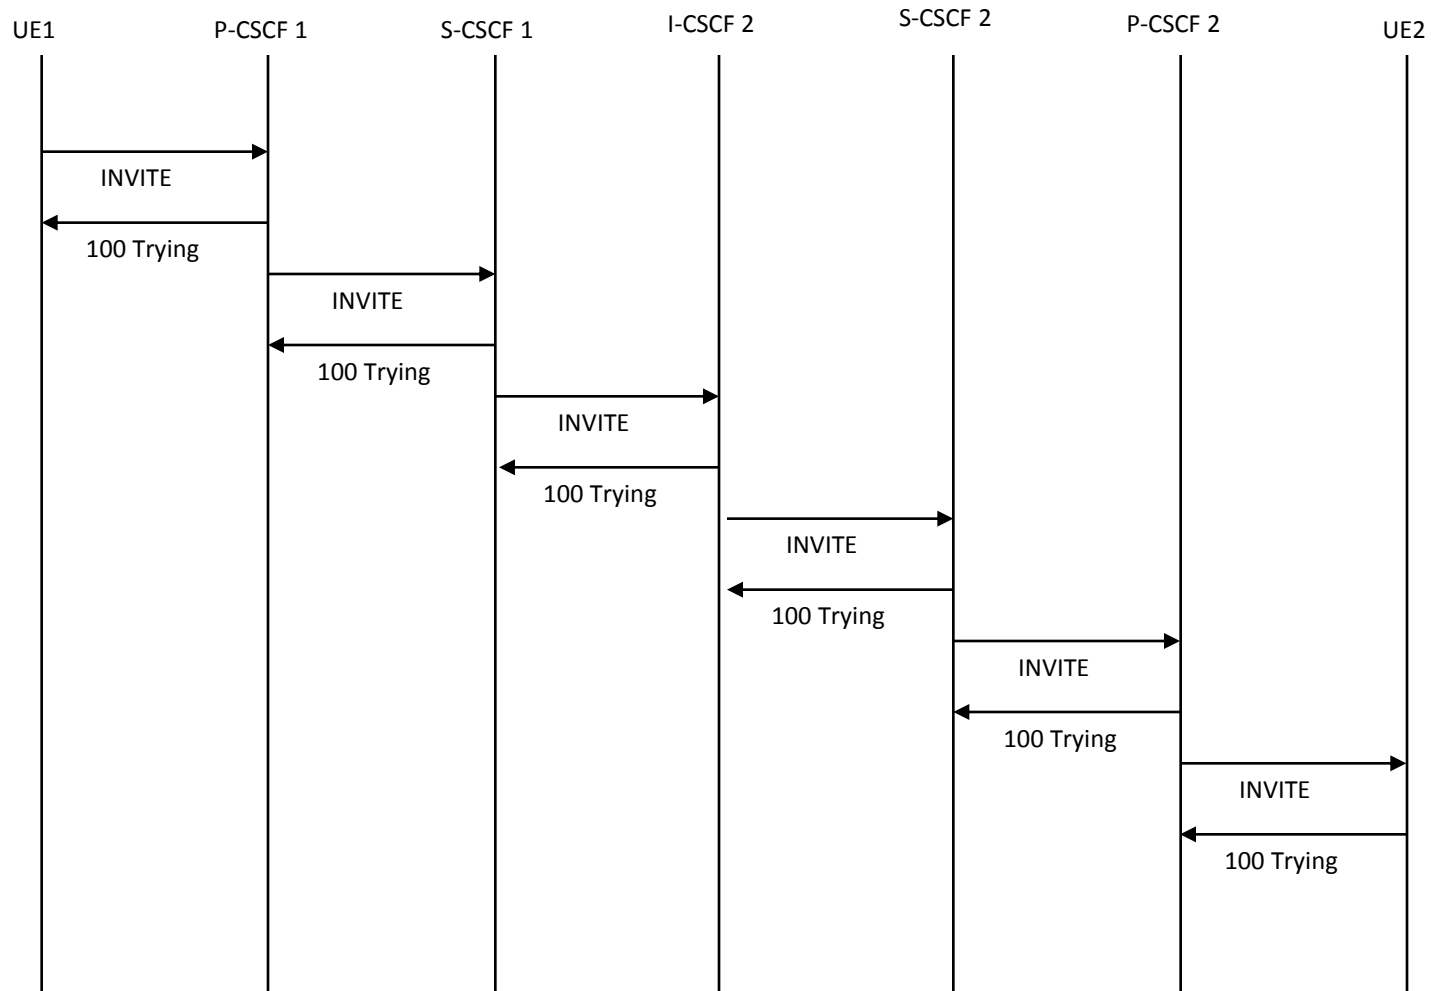 UE1
P-CSCF 1
S-CSCF 1
I-CSCF 2
S-CSCF 2
P-CSCF 2
UE2
INVITE
100 Trying
INVITE
100 Trying
INVITE
100 Trying
INVITE
100 Trying
INVITE
100 Trying
INVITE
100 Trying